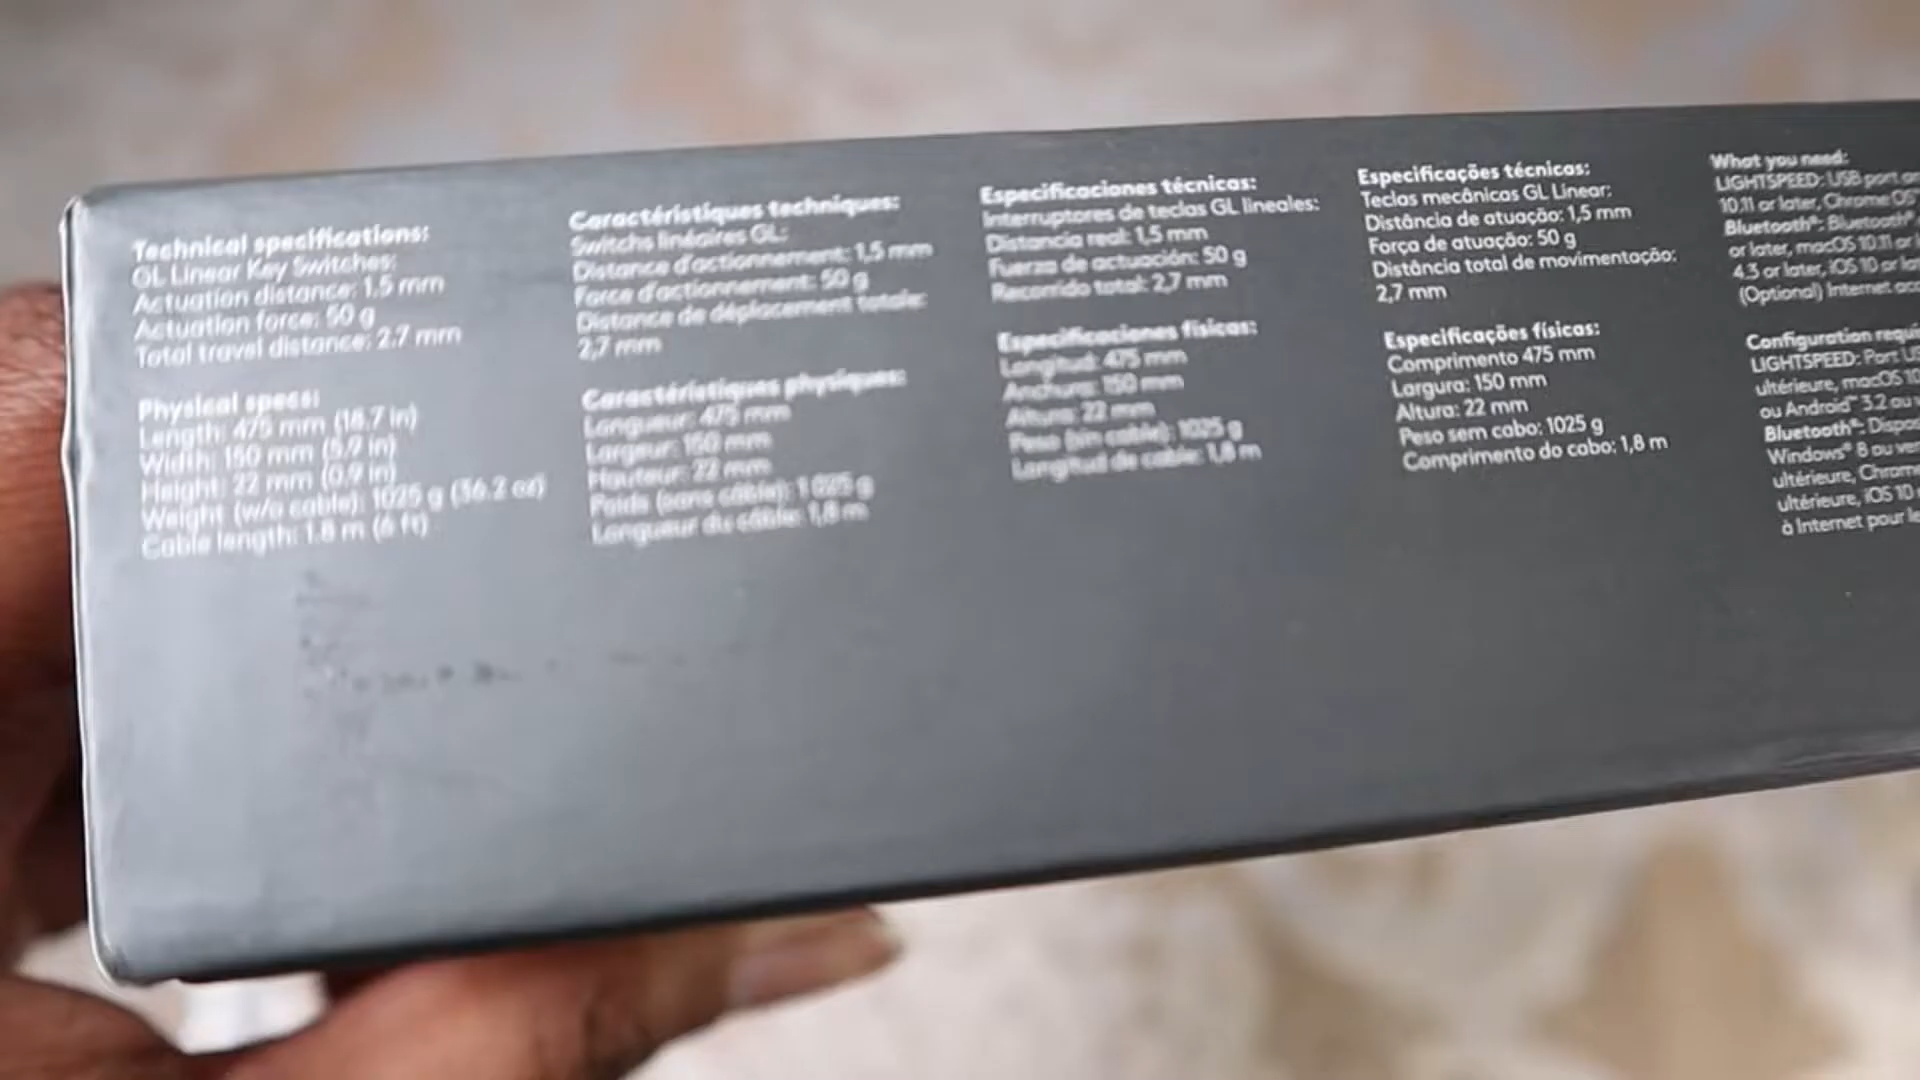 Technical specifications:
GL Linear Key Switches:
Actuation distance: 1.5 mm
Actuation force: 50 g
Total travel distance: 2.7 mm
Physical specs:
Length: 475 mm (18.7 in)
Width: 150 mm (5.9 in)
Height: 22 mm (0.9 in)
Weight (w/o cable): 1025 g (36.2 oz)
Cable length: 1.8 m (6 ft)
Caractéristiques techniques:
Switchs linéaires GL:
Distance d'actionnement: 1,5 mm
Force d'actionnement: 50 g
Distance de déplacement totale:
2,7 mm
Caractéristiques physiques:
Longueur: 475 mm
Largeur: 150 mm
Hauteur: 22 mm
Poids (sans câble): 1 025 g
Longueur du câble: 1,8 m
Especificaciones técnicas:
Interruptores de teclas GL lineales:
Distancia real: 1,5 mm
Fuerza de actuación: 50 g
Recorrido total: 2,7 mm
Especificaciones físicas:
Longitud: 475 mm
Anchura: 150 mm
Altura: 22 mm
Peso (sin cable): 1025 g
Longitud de cable: 1,8 m
Especificações técnicas:
Teclas mecânicas GL Linear:
Distância de atuação: 1,5 mm
Força de atuação: 50 g
Distância total de movimentação:
2,7 mm
Especificações físicas:
Comprimento 475 mm
Largura: 150 mm
Altura: 22 mm
Peso sem cabo: 1025 g
Comprimento do cabo: 1,8 m
What you need:
LIGHTSPEED: USB port
10.11 or later, Chrome OS™
Bluetooth®: Bluetooth®
or later, macOS 10.11 or
4.3 or later, iOS 10 or
(Optional) Internet
Configuration
LIGHTSPEED: Port
ultérieure, macOS
ou Android™ 3.2 ou
Bluetooth®:
Windows® 8 ou
ultérieure,
ultérieure, iOS 10
à Internet pour